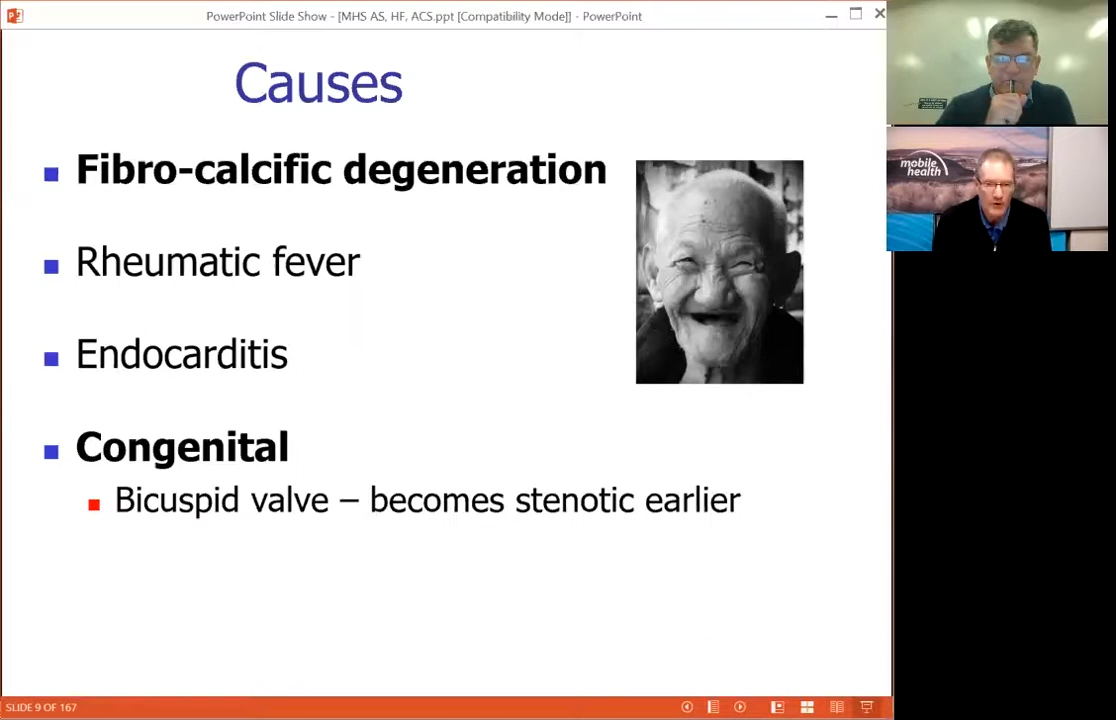 PowerPoint Slide Show - [MHS AS, HF, ACS.ppt [Compatibility Mode]] - PowerPoint
Causes
Fibro-calcific degeneration
Rheumatic fever
Endocarditis
Congenital
Bicuspid valve – becomes stenotic earlier
mobile
health
SLIDE 9 OF 167